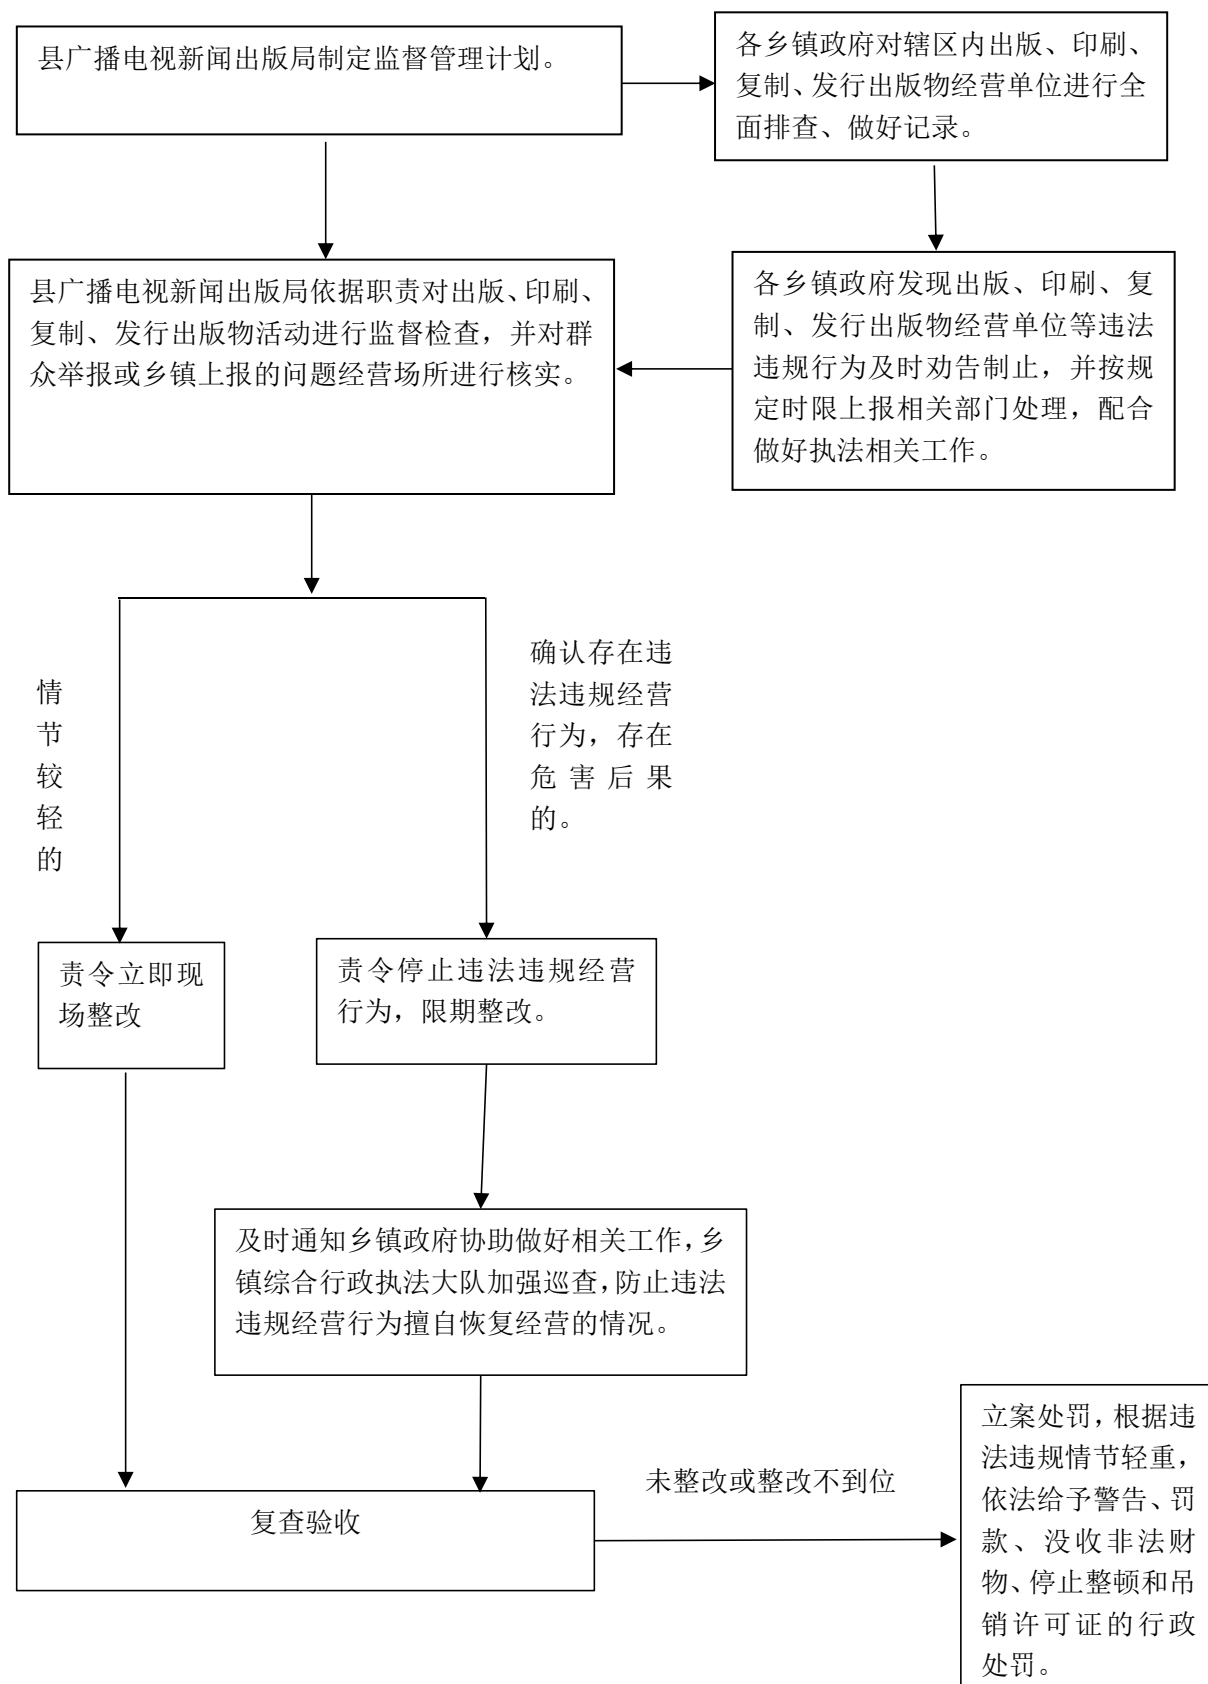 县广播电视新闻出版局制定监督管理计划。
各乡镇政府对辖区内出版、印刷、
复制、发行出版物经营单位进行全
面排查、做好记录。
县广播电视新闻出版局依据职责对出版、印刷、
复制、发行出版物活动进行监督检查，并对群
众举报或乡镇上报的问题经营场所进行核实。
各乡镇政府发现出版、印刷、复
制、发行出版物经营单位等违法
违规行为及时劝告制止，并按规
定时限上报相关部门处理，配合
做好执法相关工作。
情
节
较
轻
的
确认存在违
法违规经营
行为，存在
危害后果
的。
责令立即现
场整改
责令停止违法违规经营
行为，限期整改。
及时通知乡镇政府协助做好相关工作，乡
镇综合行政执法大队加强巡查，防止违法
违规经营行为擅自恢复经营的情况。
复查验收
未整改或整改不到位
立案处罚，根据违
法违规情节轻重，
依法给予警告、罚
款、没收非法财
物、停止整顿和吊
销许可证的行政
处罚。